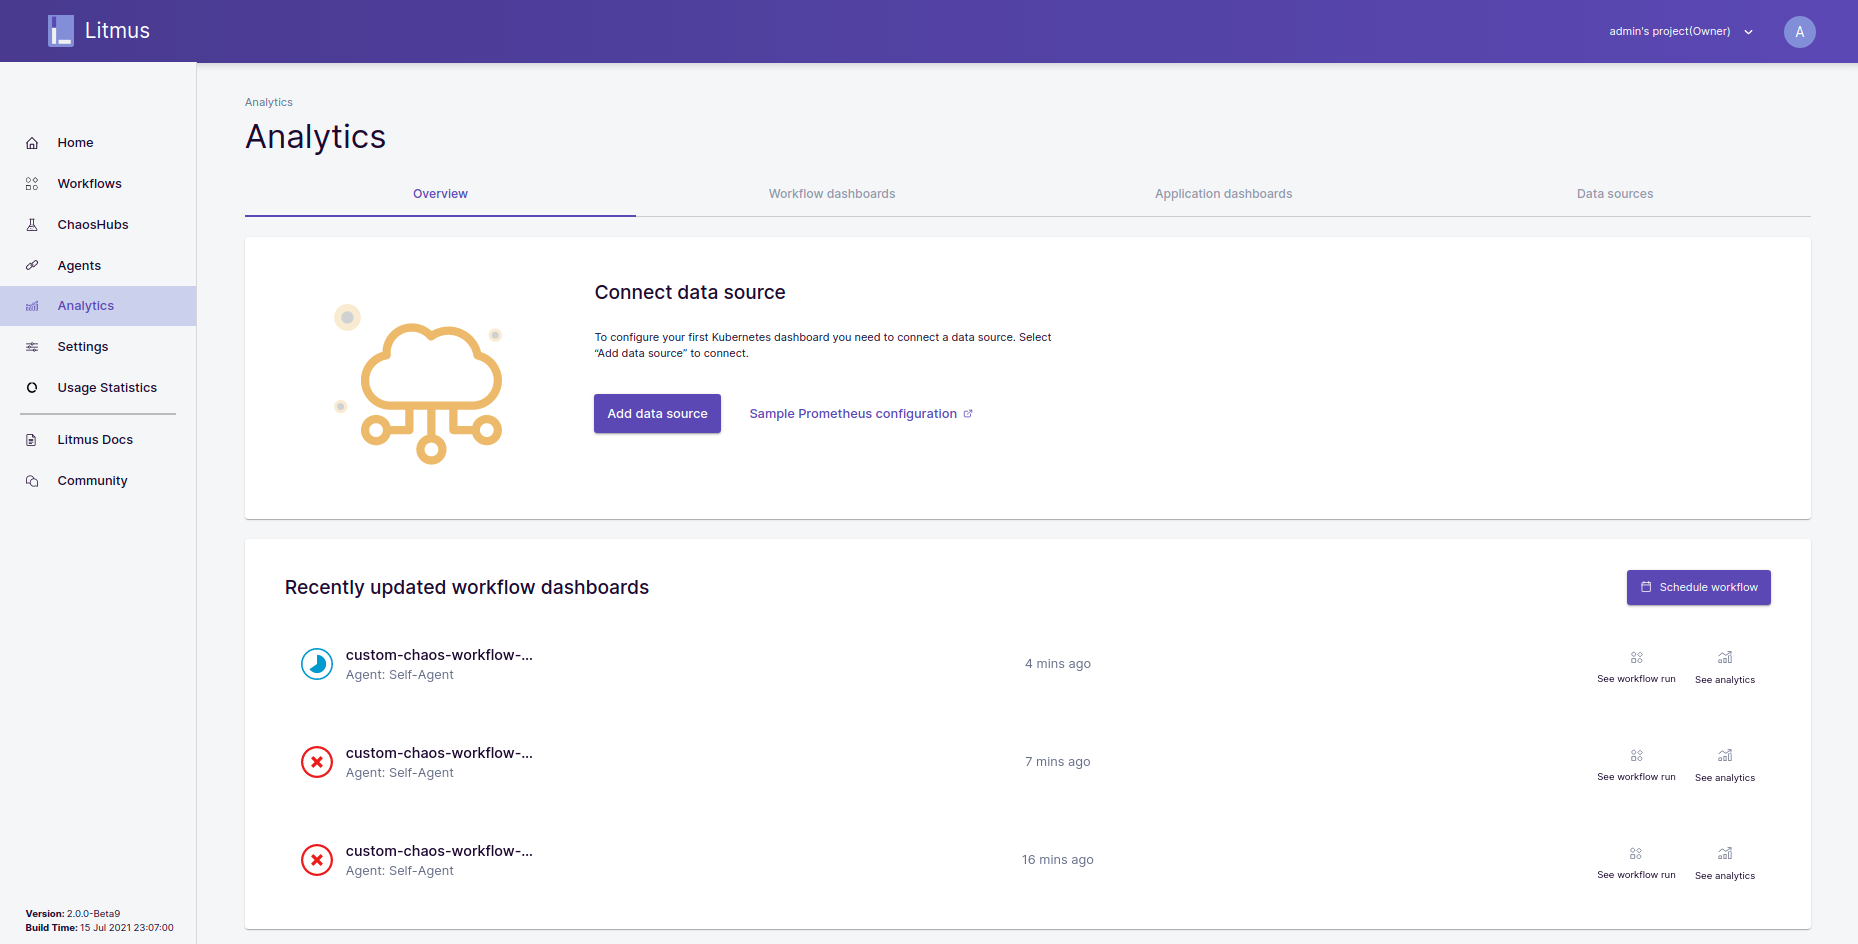 Litmus
admin's project(Owner)
A
Home
Workflows
ChaosHubs
Agents
Analytics
Settings
Usage Statistics
Litmus Docs
Community
Version: 2.0.0-Beta9
Build Time: 15 Jul 2021 23:07:00
Analytics
Analytics
Overview
Workflow dashboards
Application dashboards
Data sources
Connect data source
To configure your first Kubernetes dashboard you need to connect a data source. Select
“Add data source” to connect.
Add data source
Sample Prometheus configuration
Recently updated workflow dashboards
Schedule workflow
custom-chaos-workflow-...
Agent: Self-Agent
4 mins ago
See workflow run
See analytics
custom-chaos-workflow-...
Agent: Self-Agent
7 mins ago
See workflow run
See analytics
custom-chaos-workflow-...
Agent: Self-Agent
16 mins ago
See workflow run
See analytics